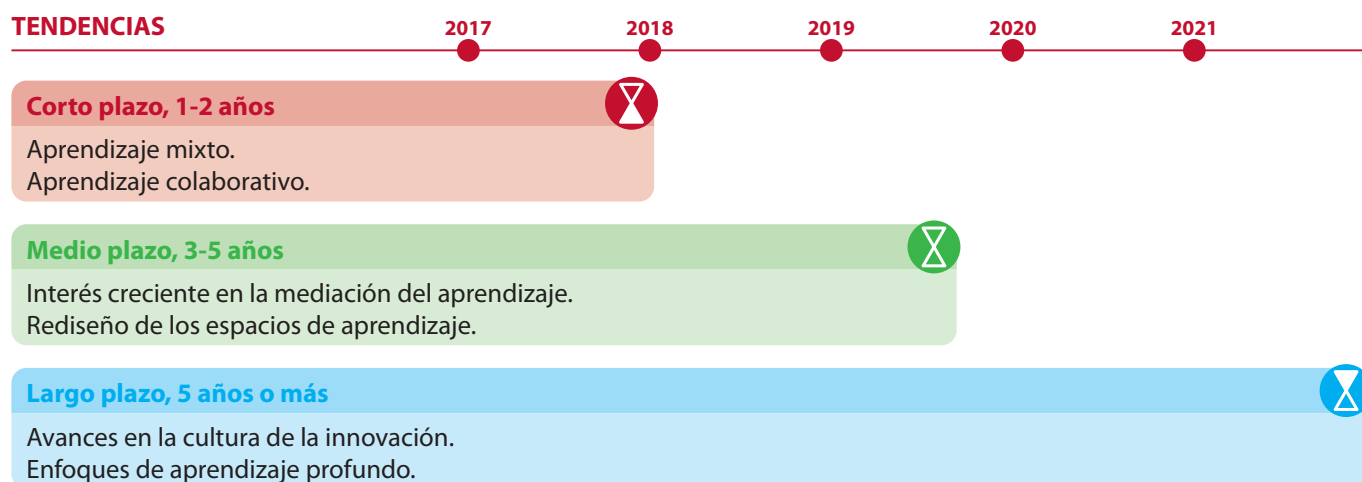 TENDENCIAS 2017 2018 2019 2020 2021
Corto plazo, 1-2 años
Aprendizaje mixto.
Aprendizaje colaborativo.
Medio plazo, 3-5 años
Interés creciente en la mediación del aprendizaje.
Rediseño de los espacios de aprendizaje.
Largo plazo, 5 años o más
Avances en la cultura de la innovación.
Enfoques de aprendizaje profundo.